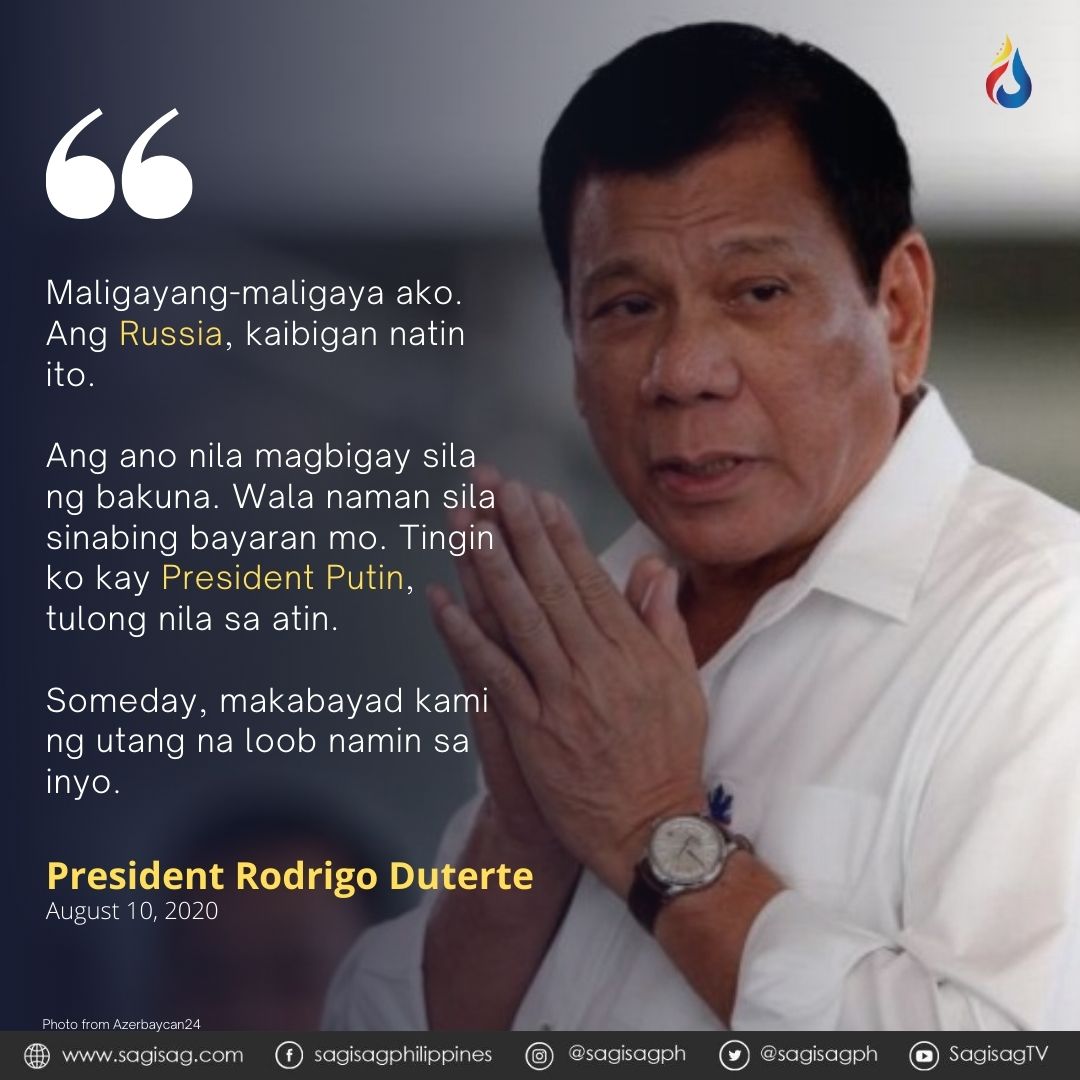 Maligayang-maligaya ako.
Ang Russia, kaibigan natin
ito.
Ang ano nila magbigay sila
ng bakuna. Wala naman sila
sinabing bayaran mo. Tingin
ko kay President Putin,
tulong nila sa atin.
Someday, makabayad kami
ng utang na loob namin sa
inyo.
President Rodrigo Duterte
August 10, 2020
Photo from Azerbaycan24
www.sagisag.com sagisagphilippines @sagisagph @sagisagph SagisagTV